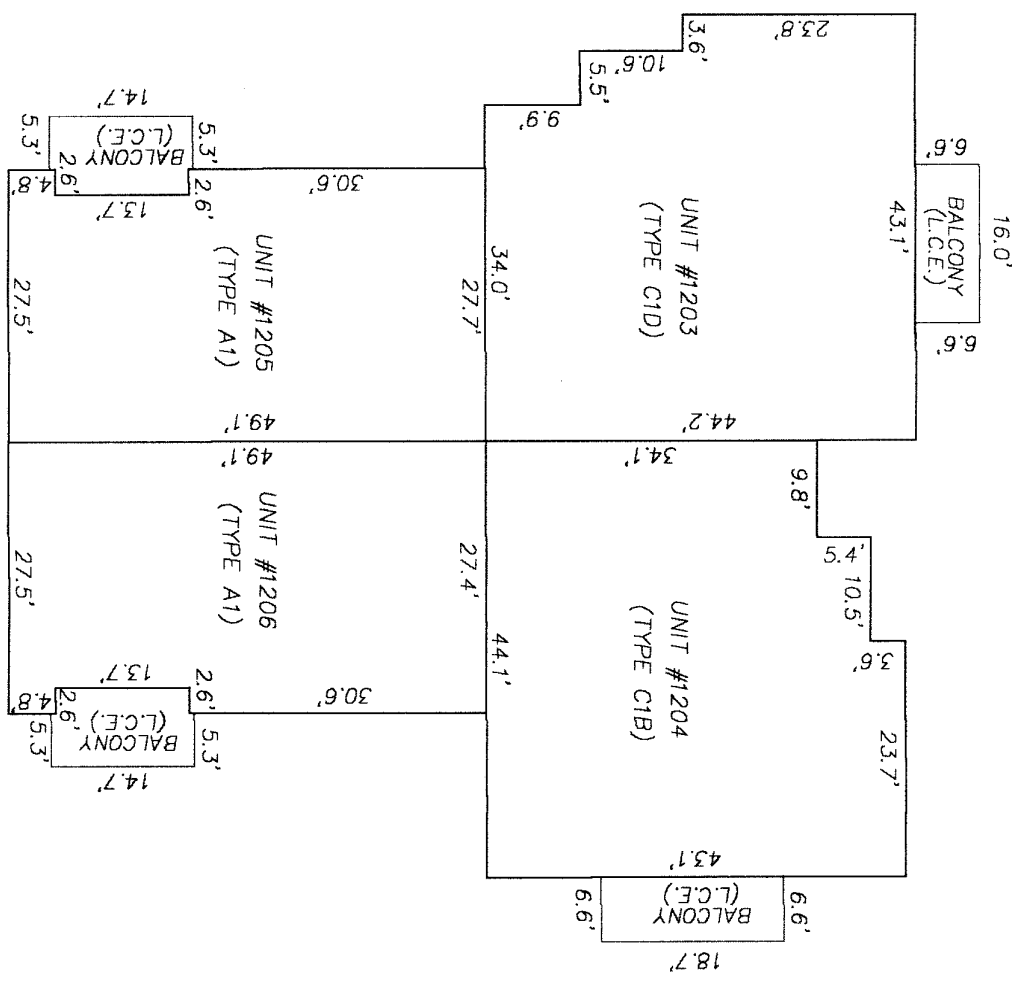 23.8'
3.6'
10.6'
5.5'
9.9'
34.0'
44.2'
43.1'
UNIT #1203
(TYPE C1D)
6.6'
16.0'
6.6'
BALCONY
(L.C.E.)
34.1'
9.8'
5.4'
10.5'
3.6'
23.7'
43.1'
44.1'
UNIT #1204
(TYPE C1B)
6.6'
BALCONY
(L.C.E.)
6.6'
18.7'
14.7'
5.3'
BALCONY
(L.C.E.)
5.3'
2.6'
2.6'
13.7'
4.8'
30.6'
27.7'
27.5'
49.1'
UNIT #1205
(TYPE A1)
49.1'
27.4'
27.5'
UNIT #1206
(TYPE A1)
30.6'
13.7'
2.6'
2.6'
4.8'
5.3'
BALCONY
(L.C.E.)
5.3'
14.7'